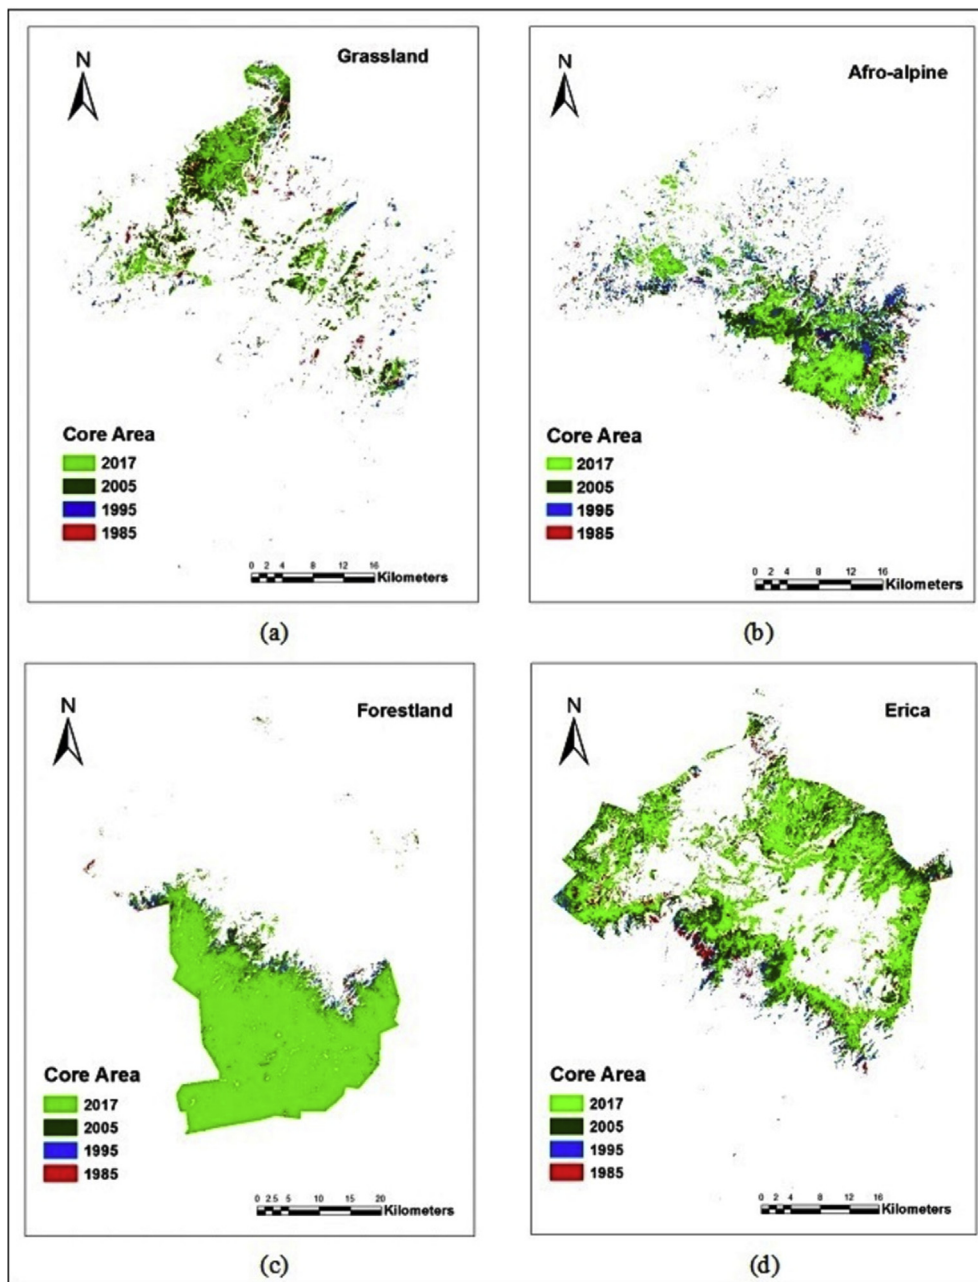 N
Grassland
Core Area
2017
2005
1995
1985
0 2 4 8 12 16
Kilometers
(a)
N
Afro-alpine
Core Area
2017
2005
1995
1985
0 2 4 8 12 16
Kilometers
(b)
N
Forestland
Core Area
2017
2005
1995
1985
0 2.5 5 10 15 20
Kilometers
(c)
N
Erica
Core Area
2017
2005
1995
1985
0 2 4 8 12 16
Kilometers
(d)